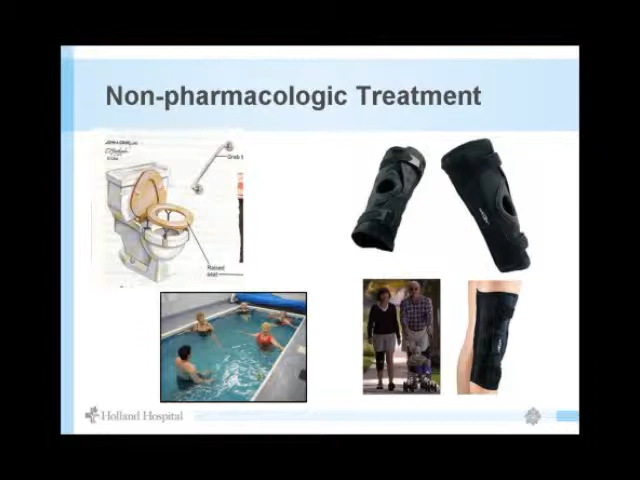 Non-pharmacologic Treatment
Grab
Raised
seat
Holland Hospital